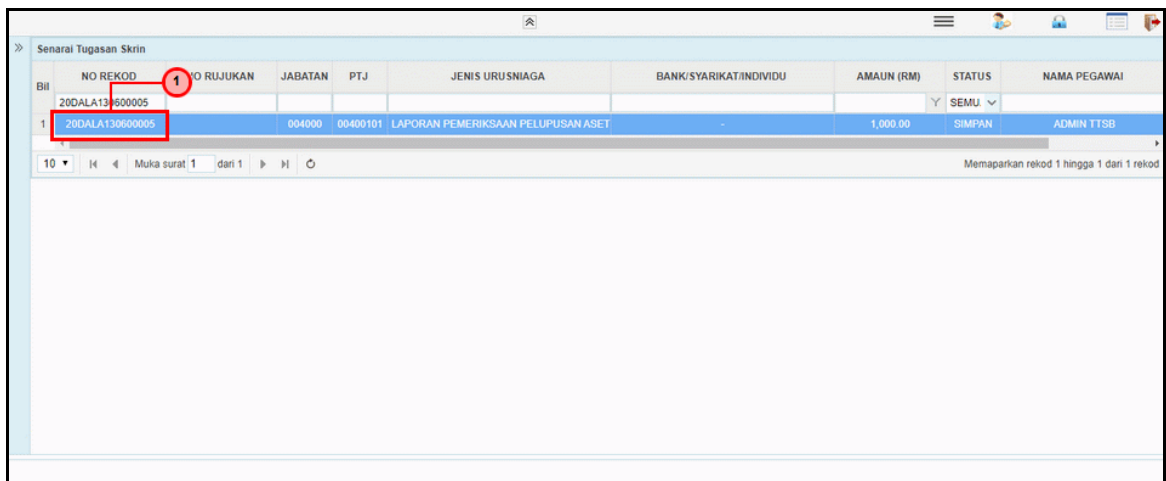 Senarai Tugasan Skrin
Bil NO REKOD 1 NO RUJUKAN JABATAN PTJ JENIS URUSNIAGA BANK/SYARIKAT/INDIVIDU AMAUN (RM) STATUS NAMA PEGAWAI
20DALA130600005 SEMU.
1 20DALA130600005 004000 00400101 LAPORAN PEMERIKSAAN PELUPUSAN ASET - 1,000.00 SIMPAN ADMIN TTSB
10 Muka surat 1 dari 1 Memaparkan rekod 1 hingga 1 dari 1 rekod